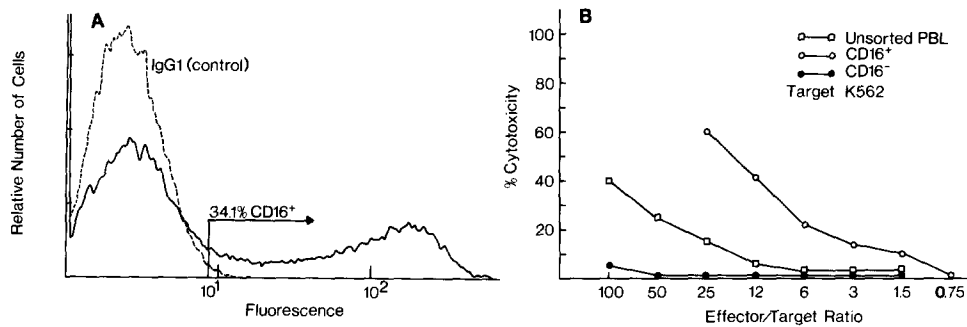 A
IgG1 (control)
34.1% CD16+
Relative Number of Cells
10¹
10²
Fluorescence
B
Unsorted PBL
CD16+
CD16-
Target K562
% Cytotoxicity
100
80
60
40
20
100 50 25 12 6 3 1.5 0.75
Effector/Target Ratio